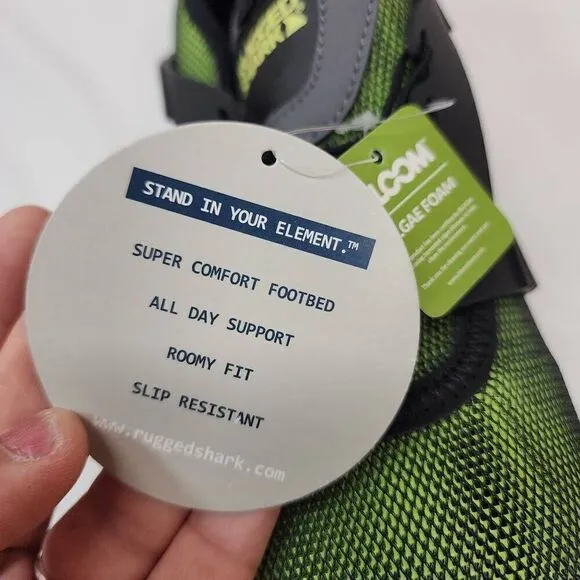 STAND IN YOUR ELEMENT.™
SUPER COMFORT FOOTBED
ALL DAY SUPPORT
ROOMY FIT
SLIP RESISTANT
www.ruggedshark.com
LOOM
GAE FOAM